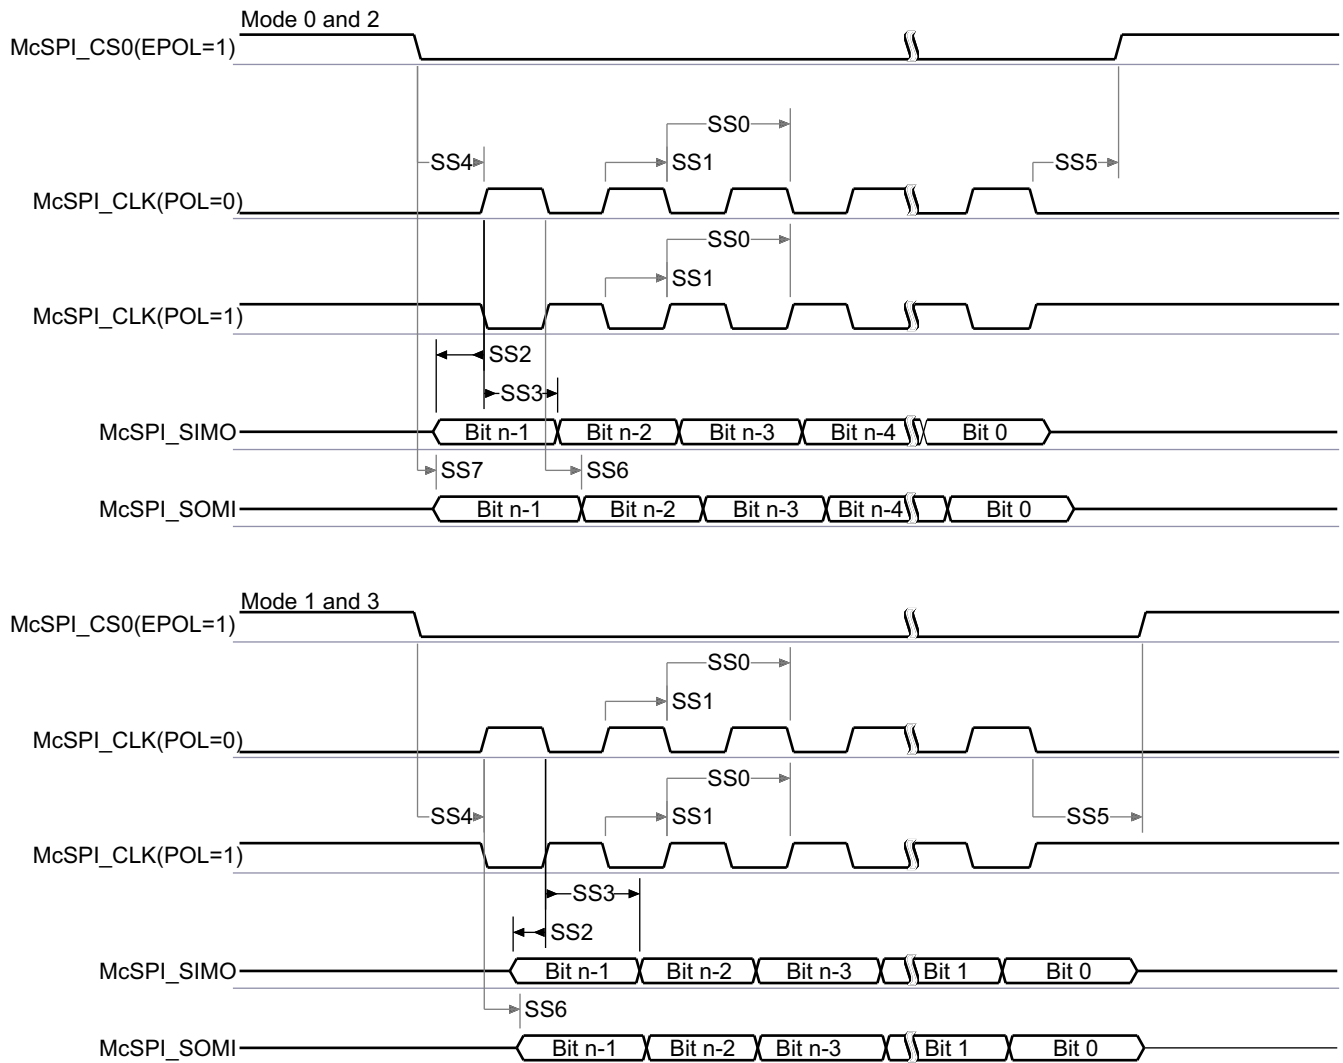 Mode 0 and 2
McSPI_CS0(EPOL=1)
SS0
SS4
SS1
SS5
McSPI_CLK(POL=0)
SS0
SS1
McSPI_CLK(POL=1)
SS2
SS3
McSPI_SIMO
Bit n-1 Bit n-2 Bit n-3 Bit n-4 Bit 0
SS7 SS6
McSPI_SOMI
Bit n-1 Bit n-2 Bit n-3 Bit n-4 Bit 0
Mode 1 and 3
McSPI_CS0(EPOL=1)
SS0
SS1
McSPI_CLK(POL=0)
SS0
SS4
SS1
SS5
McSPI_CLK(POL=1)
SS3
SS2
McSPI_SIMO
Bit n-1 Bit n-2 Bit n-3 Bit 1 Bit 0
SS6
McSPI_SOMI
Bit n-1 Bit n-2 Bit n-3 Bit 1 Bit 0